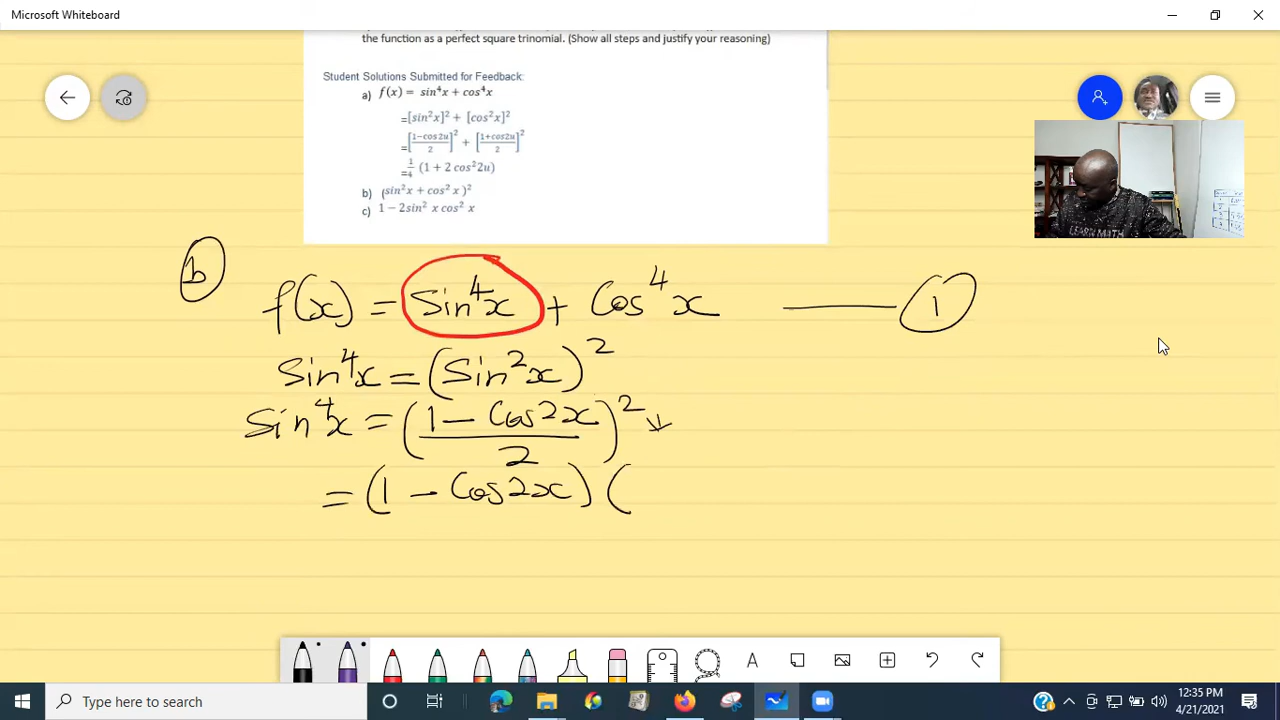 Microsoft Whiteboard
the function as a perfect square trinomial. (Show all steps and justify your reasoning)
Student Solutions Submitted for Feedback:
a) f(x) = sin⁴x + cos⁴x
=[sin²x]² + [cos²x]²
=[(1−cos2u)/2]² + [(1+cos2u)/2]²
=1/4 (1 + 2 cos²2u)
b) (sin²x + cos² x )²
c) 1 − 2sin² x cos² x
b f(x) = Sin⁴x + Cos⁴x 1
Sin⁴x = (Sin²x)²
Sin⁴x = ((1 − Cos2x)/2)² ↓
= (1 − Cos2x) (
LEARN MATH
Type here to search
12:35 PM
4/21/2021